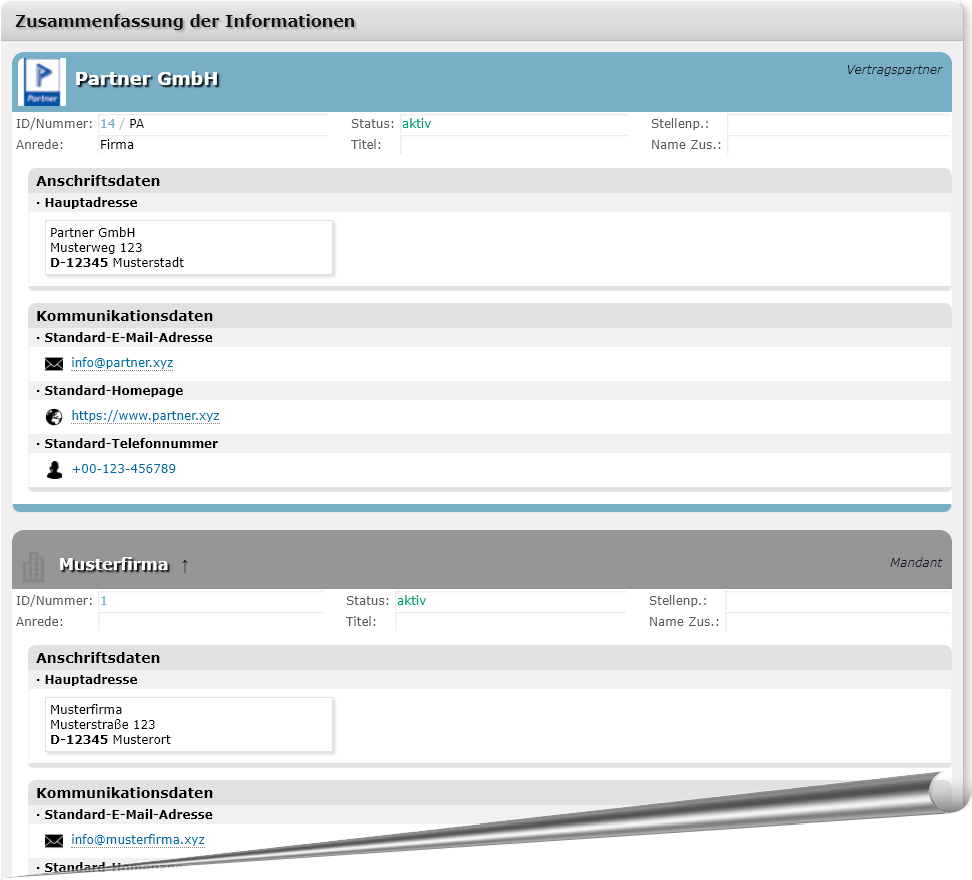 Zusammenfassung der Informationen
Partner
Partner GmbH
Vertragspartner
ID/Nummer: 14 / PA Status: aktiv Stellenp.:
Anrede: Firma Titel: Name Zus.:
Anschriftsdaten
· Hauptadresse
Partner GmbH
Musterweg 123
D-12345 Musterstadt
Kommunikationsdaten
· Standard-E-Mail-Adresse
info@partner.xyz
· Standard-Homepage
https://www.partner.xyz
· Standard-Telefonnummer
+00-123-456789
Musterfirma ↑
Mandant
ID/Nummer: 1 Status: aktiv Stellenp.:
Anrede: Titel: Name Zus.:
Anschriftsdaten
· Hauptadresse
Musterfirma
Musterstraße 123
D-12345 Musterort
Kommunikationsdaten
· Standard-E-Mail-Adresse
info@musterfirma.xyz
· Standard-Homepage